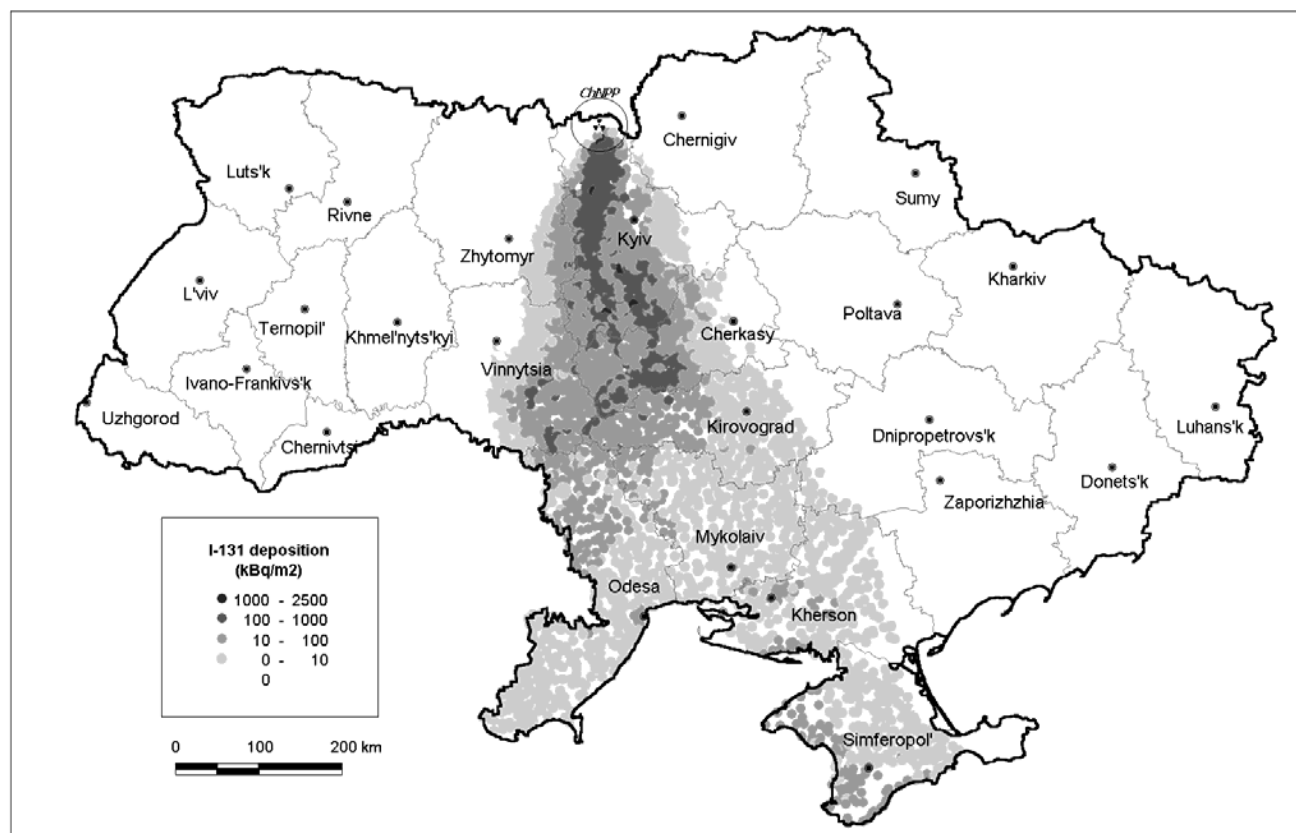 ChNPP
Chernigiv
Luts'k
Sumy
Rivne
Kyiv
Zhytomyr
Kharkiv
L'viv
Ternopil'
Khmel'nyts'kyi
Cherkasy
Poltava
Vinnytsia
Ivano-Frankivs'k
Uzhgorod
Kirovograd
Dnipropetrovs'k
Luhans'k
Chernivtsi
Donets'k
Zaporizhzhia
Mykolaiv
Odesa
Kherson
Simferopol'
I-131 deposition
(kBq/m2)
1000 - 2500
100 - 1000
10 - 100
0 - 10
0
0 100 200 km